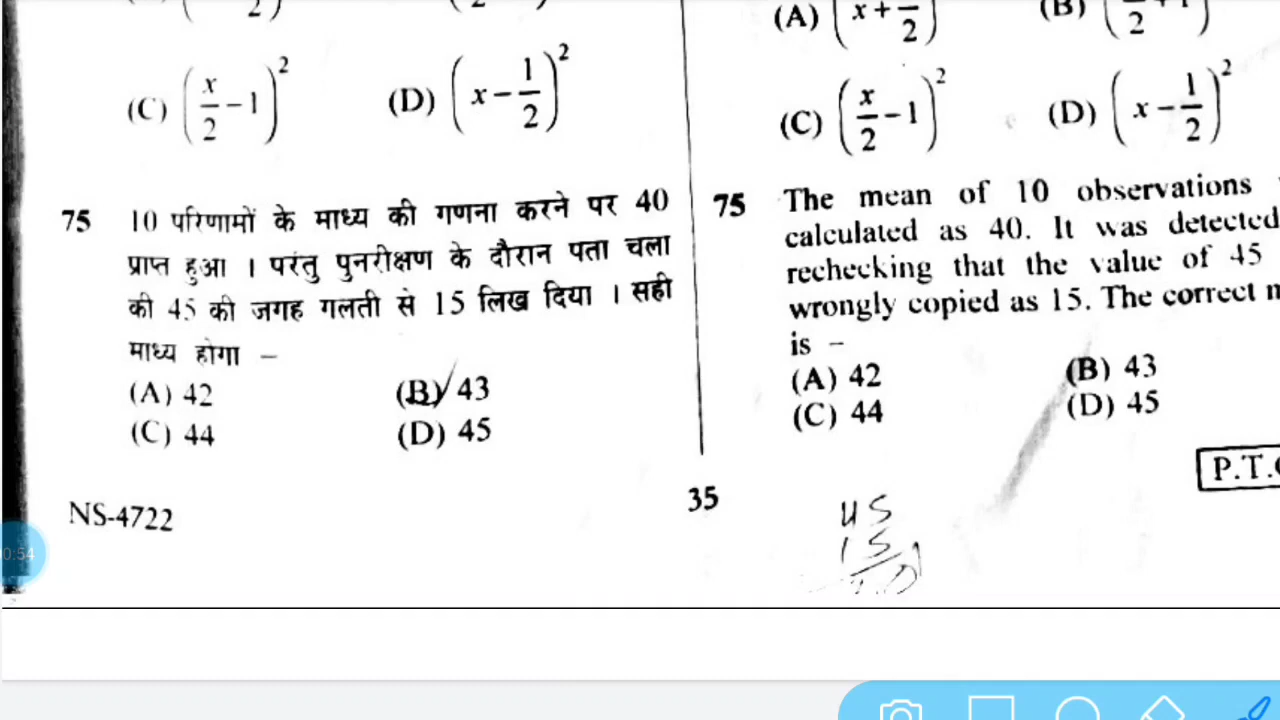 (C) (x/2 − 1)²
(D) (x − 1/2)²
75 10 परिणामों के माध्य की गणना करने पर 40
प्राप्त हुआ । परंतु पुनरीक्षण के दौरान पता चला
की 45 की जगह गलती से 15 लिख दिया । सही
माध्य होगा –
(A) 42 (B) 43
(C) 44 (D) 45
NS-4722
35
(A)
(B)
(C) (x/2 − 1)²
(D) (x − 1/2)²
75 The mean of 10 observations
calculated as 40. It was detected
rechecking that the value of 45
wrongly copied as 15. The correct
is –
(A) 42 (B) 43
(C) 44 (D) 45
P.T.
45
15
0:54